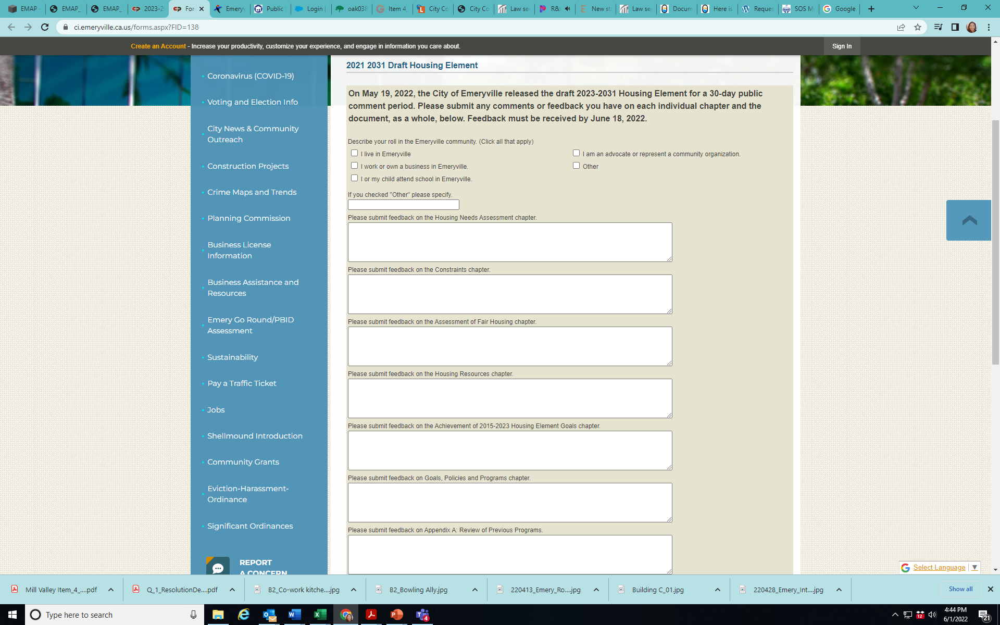 EMAP -
EMAP_
EMAP_
2023-2
For
Emery
Public
Login
oak038
Item 4_
City Co
City Co
Law se
R&
New st
Law se
Docum
Here is
Reques
SOS M
Google
ci.emeryville.ca.us/forms.aspx?FID=138
Create an Account - Increase your productivity, customize your experience, and engage in information you care about.
Sign In
Coronavirus (COVID-19)
Voting and Election Info
City News & Community
Outreach
Construction Projects
Crime Maps and Trends
Planning Commission
Business License
Information
Business Assistance and
Resources
Emery Go Round/PBID
Assessment
Sustainability
Pay a Traffic Ticket
Jobs
Shellmound Introduction
Community Grants
Eviction-Harassment-
Ordinance
Significant Ordinances
REPORT
A CONCERN
2021 2031 Draft Housing Element
On May 19, 2022, the City of Emeryville released the draft 2023-2031 Housing Element for a 30-day public
comment period. Please submit any comments or feedback you have on each individual chapter and the
document, as a whole, below. Feedback must be received by June 18, 2022.
Describe your roll in the Emeryville community. (Click all that apply)
I live in Emeryville
I am an advocate or represent a community organization.
I work or own a business in Emeryville.
Other
I or my child attend school in Emeryville.
If you checked "Other" please specify.
Please submit feedback on the Housing Needs Assessment chapter.
Please submit feedback on the Constraints chapter.
Please submit feedback on the Assessment of Fair Housing chapter.
Please submit feedback on the Housing Resources chapter.
Please submit feedback on the Achievement of 2015-2023 Housing Element Goals chapter.
Please submit feedback on Goals, Policies and Programs chapter.
Please submit feedback on Appendix A: Review of Previous Programs.
Select Language ▼
Mill Valley Item_4_....pdf
Q_1_ResolutionDe....pdf
B2_Co-work kitche....jpg
B2_Bowling Ally.jpg
220413_Emery_Ro....jpg
Building C_01.jpg
220428_Emery_Int....jpg
Show all
Type here to search
4
12
4:44 PM
6/1/2022
21